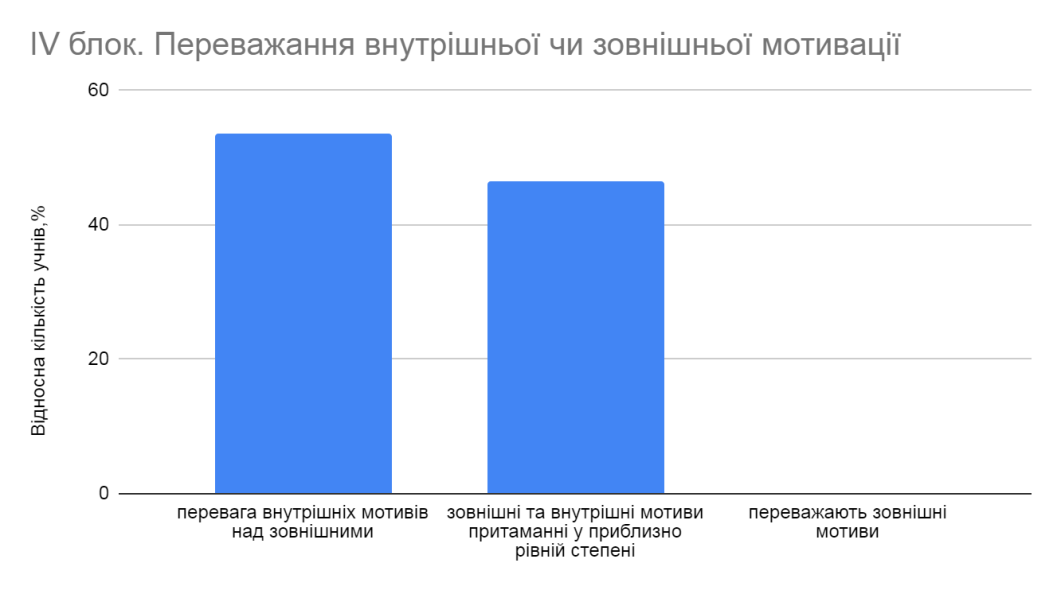 IV блок. Переважання внутрішньої чи зовнішньої мотивації
Відносна кількість учнів,%
60
40
20
0
перевага внутрішніх мотивів
над зовнішними
зовнішні та внутрішні мотиви
притаманні у приблизно
рівній степені
переважають зовнішні
мотиви